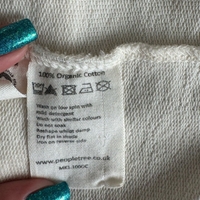 100% Organic Cotton
Wash on low spin with
mild detergent
Wash with similar colours
Do not soak
Reshape whilst damp
Dry flat in shade
Iron on reverse side
www.peopletree.co.uk